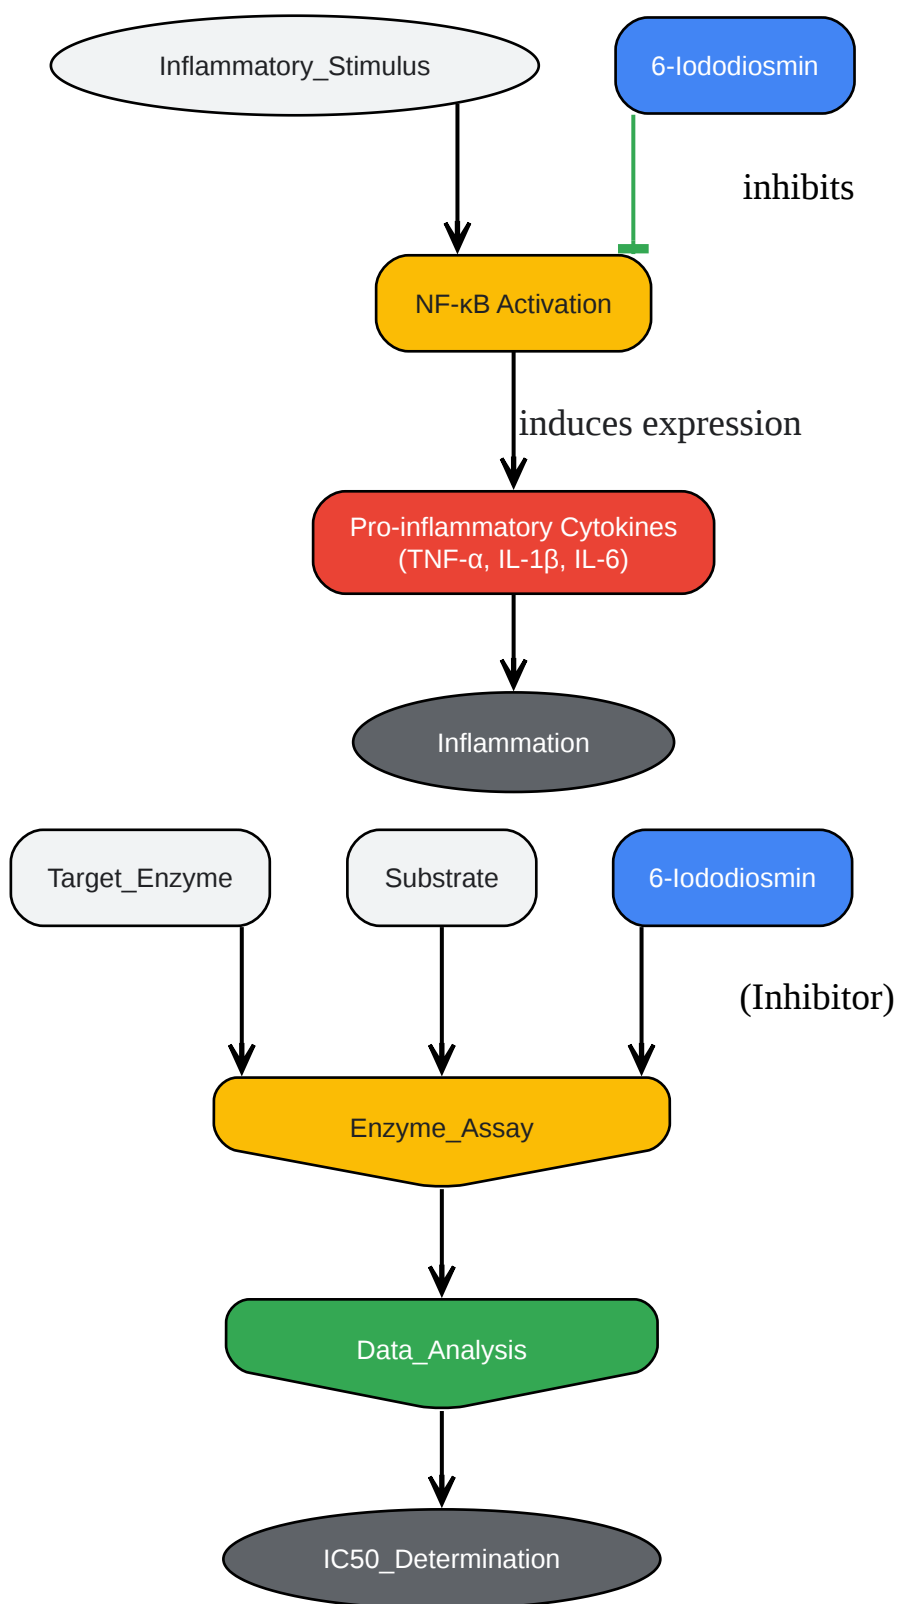 Inflammatory_Stimulus
6-Iododiosmin
inhibits
NF-κB Activation
induces expression
Pro-inflammatory Cytokines
(TNF-α, IL-1β, IL-6)
Inflammation
Target_Enzyme
Substrate
6-Iododiosmin
(Inhibitor)
Enzyme_Assay
Data_Analysis
IC50_Determination